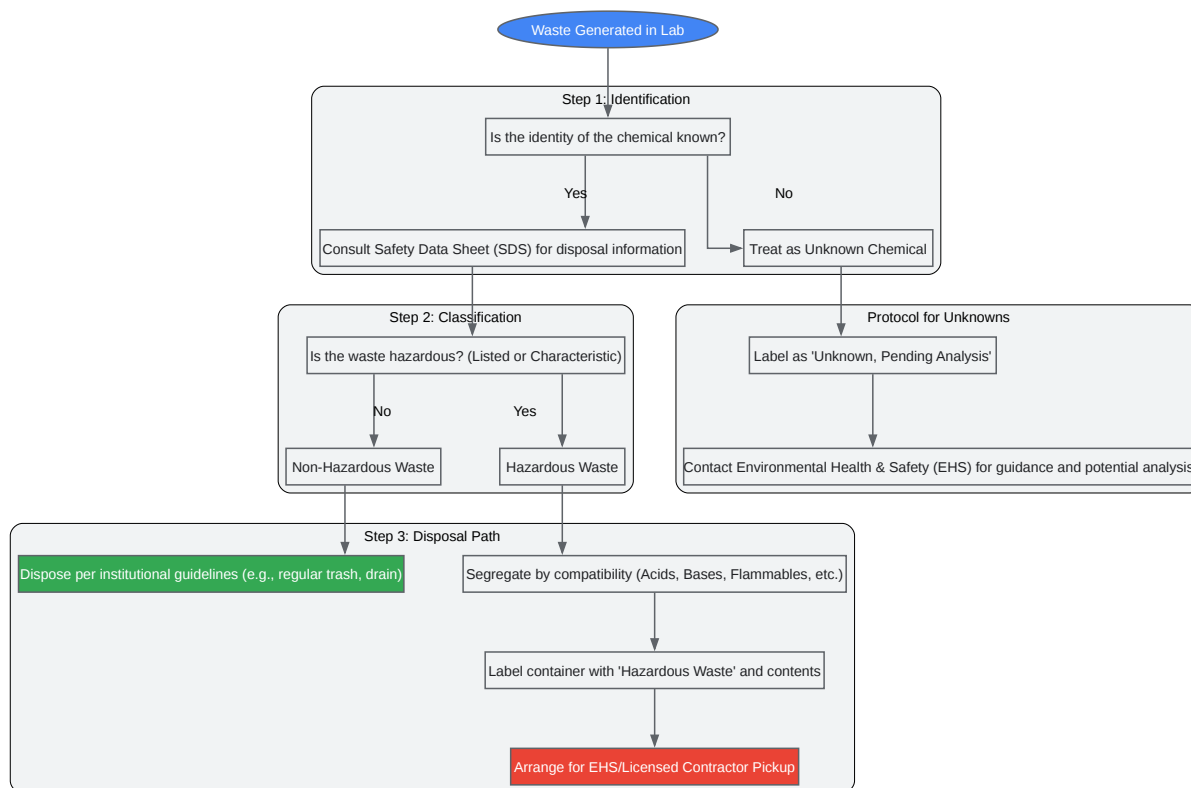 Waste Generated in Lab
Step 1: Identification
Is the identity of the chemical known?
Yes
No
Consult Safety Data Sheet (SDS) for disposal information
Treat as Unknown Chemical
Step 2: Classification
Protocol for Unknowns
Is the waste hazardous? (Listed or Characteristic)
Label as 'Unknown, Pending Analysis'
No
Yes
Non-Hazardous Waste
Hazardous Waste
Contact Environmental Health & Safety (EHS) for guidance and potential analysis
Step 3: Disposal Path
Dispose per institutional guidelines (e.g., regular trash, drain)
Segregate by compatibility (Acids, Bases, Flammables, etc.)
Label container with 'Hazardous Waste' and contents
Arrange for EHS/Licensed Contractor Pickup